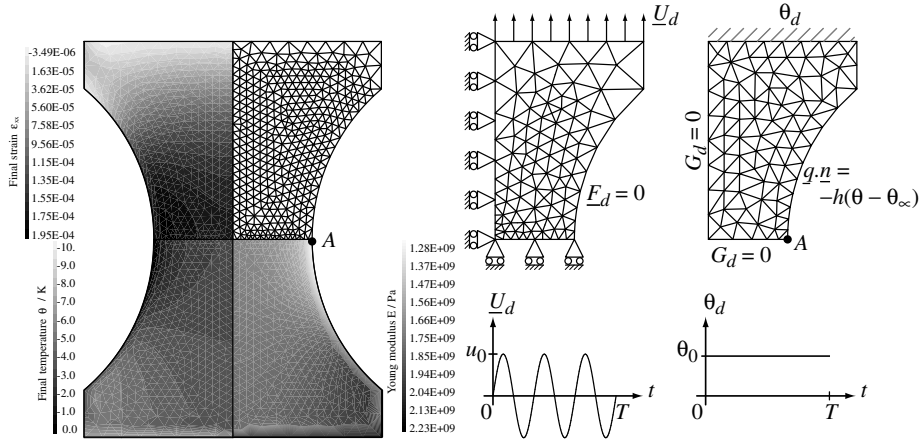 Final strain εxx
-3.49E-06
1.63E-05
3.62E-05
5.60E-05
7.58E-05
9.56E-05
1.15E-04
1.35E-04
1.55E-04
1.75E-04
1.95E-04
Final temperature θ / K
-10.
-9.0
-8.0
-7.0
-6.0
-5.0
-4.0
-3.0
-2.0
-1.0
0.0
A
Young modulus E / Pa
1.28E+09
1.37E+09
1.47E+09
1.56E+09
1.66E+09
1.75E+09
1.85E+09
1.94E+09
2.04E+09
2.13E+09
2.23E+09
U_d
F_d = 0
θ_d
G_d = 0
q.n =
-h(θ - θ∞)
G_d = 0
A
U_d
u0
0
T
t
θ_d
θ0
0
T
t